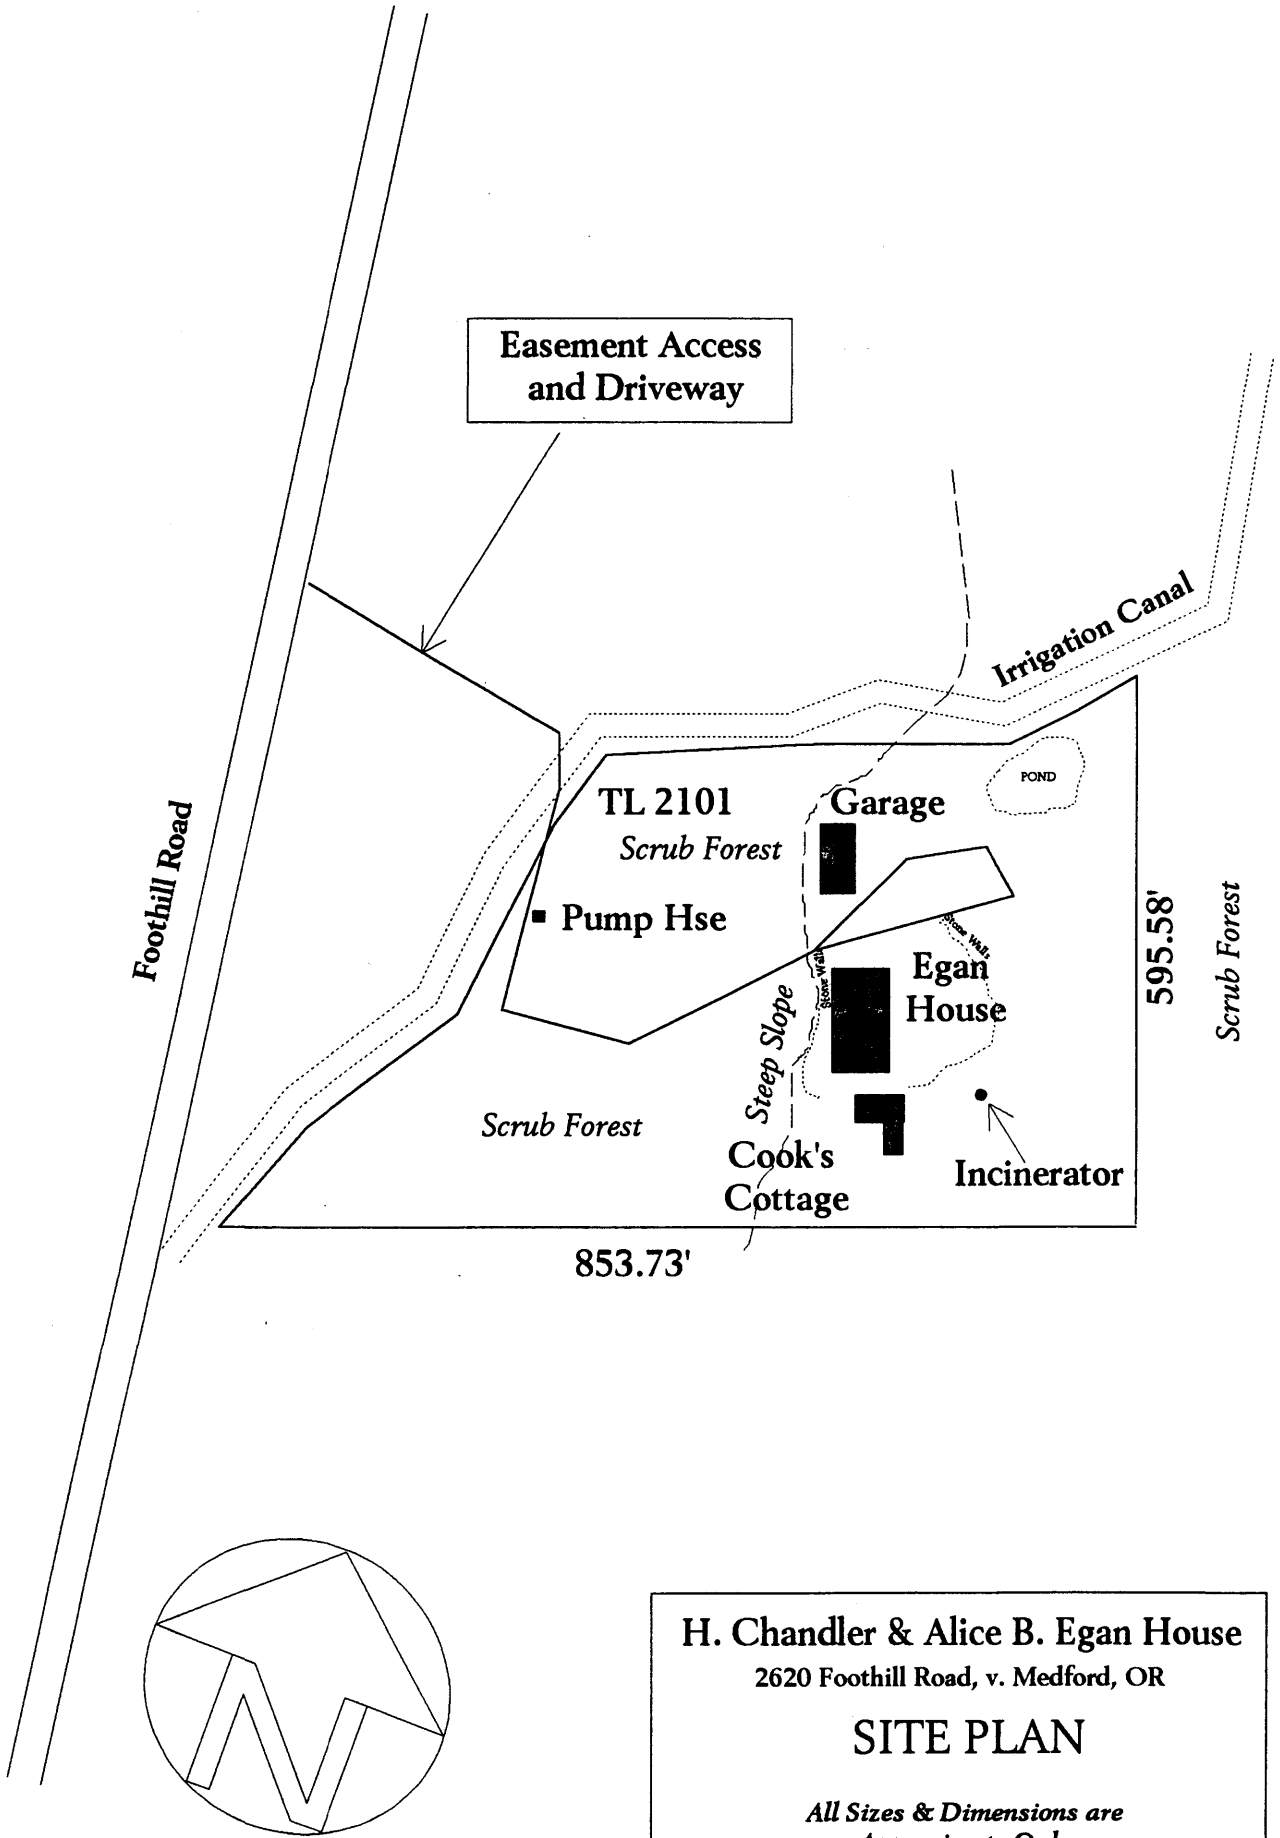 Easement Access
and Driveway
Irrigation Canal
POND
TL 2101
Garage
Scrub Forest
Foothill Road
Pump Hse
Stone Walls
Stone Walls
Egan
House
595.58'
Scrub Forest
Steep Slope
Scrub Forest
Cook's
Cottage
Incinerator
853.73'
N
H. Chandler & Alice B. Egan House
2620 Foothill Road, v. Medford, OR
SITE PLAN
All Sizes & Dimensions are